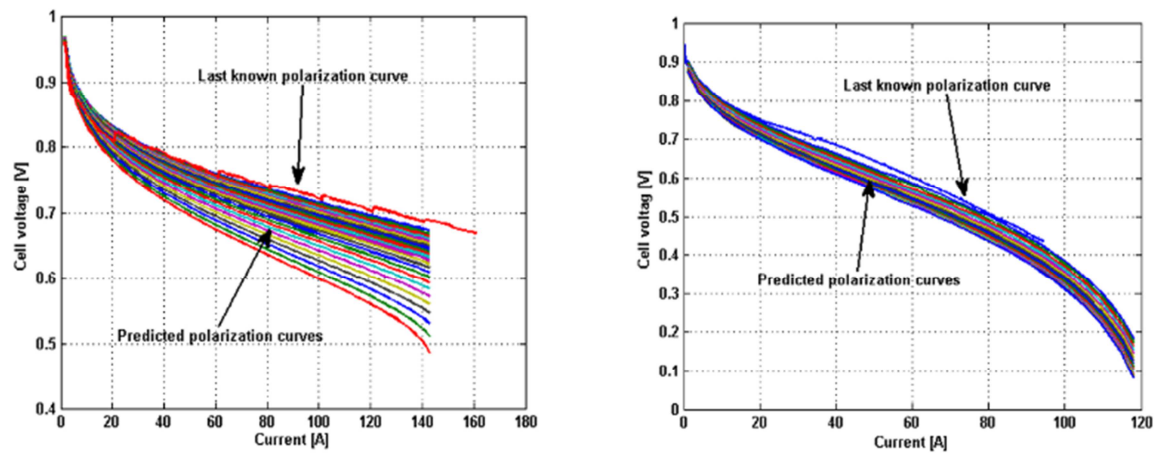 Cell voltage [V]
1
0.9
0.8
0.7
0.6
0.5
0.4
0 20 40 60 80 100 120 140 160 180
Current [A]
Last known polarization curve
Predicted polarization curves
Cell voltag [V]
1
0.9
0.8
0.7
0.6
0.5
0.4
0.3
0.2
0.1
0
0 20 40 60 80 100 120
Current [A]
Last known polarization curve
Predicted polarization curves